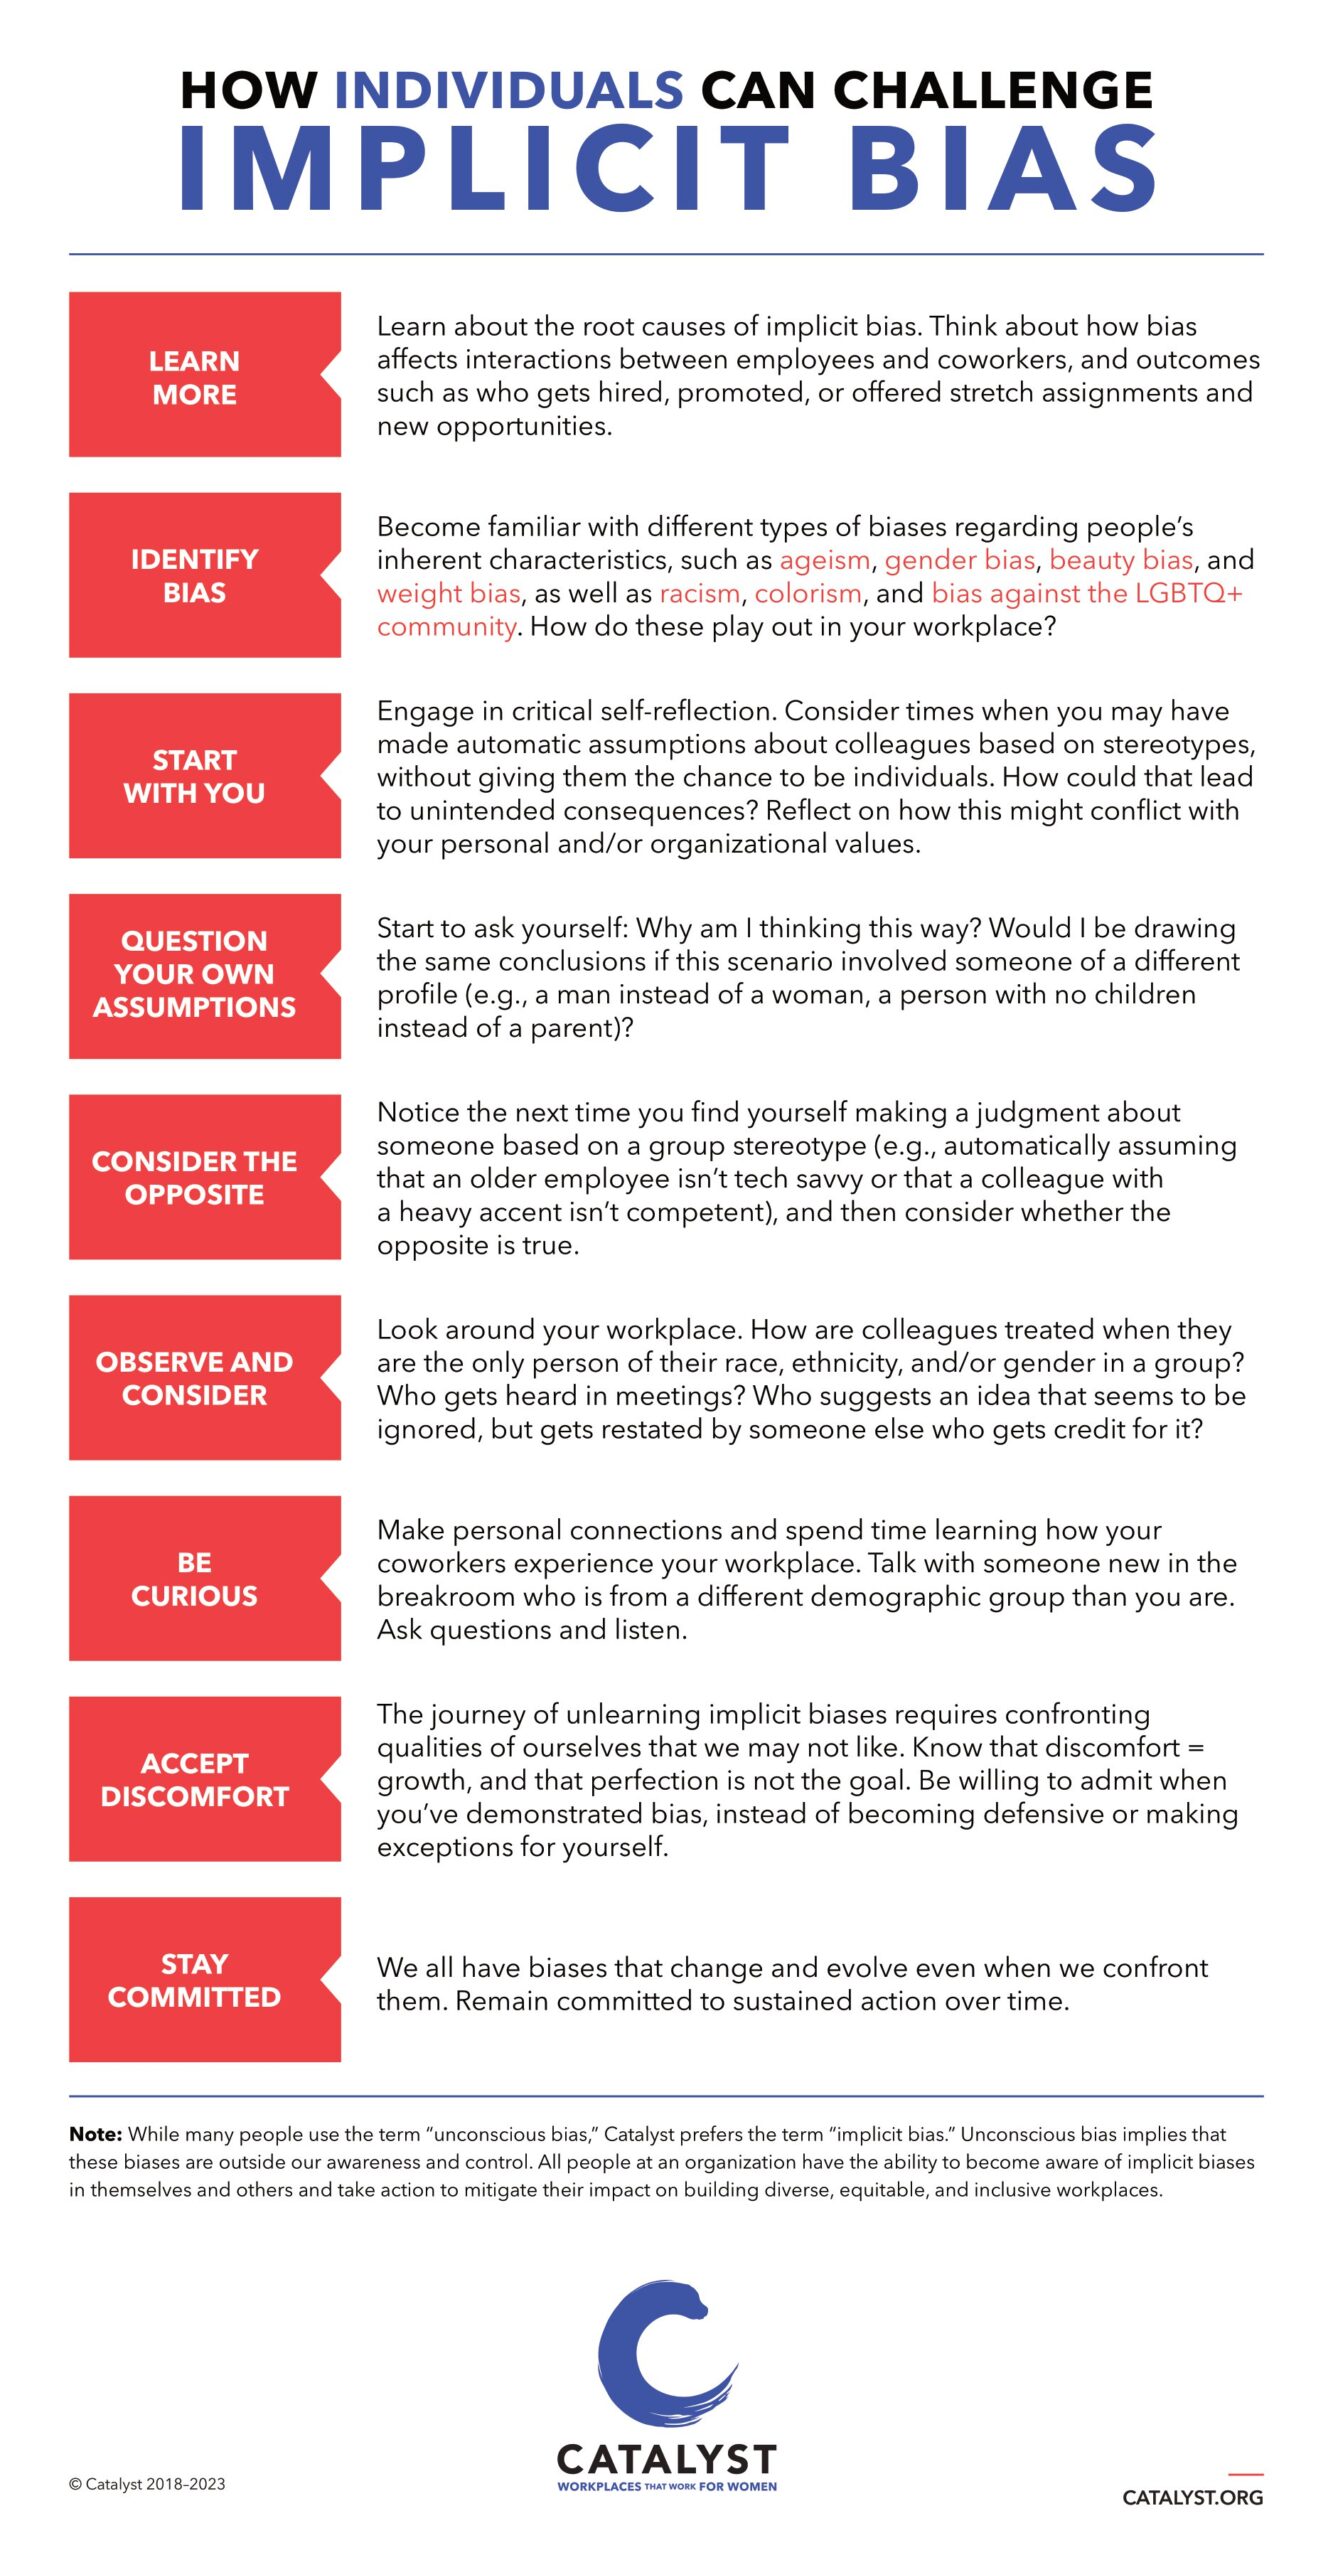 HOW INDIVIDUALS CAN CHALLENGE
IMPLICIT BIAS
LEARN
MORE
Learn about the root causes of implicit bias. Think about how bias
affects interactions between employees and coworkers, and outcomes
such as who gets hired, promoted, or offered stretch assignments and
new opportunities.
IDENTIFY
BIAS
Become familiar with different types of biases regarding people’s
inherent characteristics, such as ageism, gender bias, beauty bias, and
weight bias, as well as racism, colorism, and bias against the LGBTQ+
community. How do these play out in your workplace?
START
WITH YOU
Engage in critical self-reflection. Consider times when you may have
made automatic assumptions about colleagues based on stereotypes,
without giving them the chance to be individuals. How could that lead
to unintended consequences? Reflect on how this might conflict with
your personal and/or organizational values.
QUESTION
YOUR OWN
ASSUMPTIONS
Start to ask yourself: Why am I thinking this way? Would I be drawing
the same conclusions if this scenario involved someone of a different
profile (e.g., a man instead of a woman, a person with no children
instead of a parent)?
CONSIDER THE
OPPOSITE
Notice the next time you find yourself making a judgment about
someone based on a group stereotype (e.g., automatically assuming
that an older employee isn’t tech savvy or that a colleague with
a heavy accent isn’t competent), and then consider whether the
opposite is true.
OBSERVE AND
CONSIDER
Look around your workplace. How are colleagues treated when they
are the only person of their race, ethnicity, and/or gender in a group?
Who gets heard in meetings? Who suggests an idea that seems to be
ignored, but gets restated by someone else who gets credit for it?
BE
CURIOUS
Make personal connections and spend time learning how your
coworkers experience your workplace. Talk with someone new in the
breakroom who is from a different demographic group than you are.
Ask questions and listen.
ACCEPT
DISCOMFORT
The journey of unlearning implicit biases requires confronting
qualities of ourselves that we may not like. Know that discomfort =
growth, and that perfection is not the goal. Be willing to admit when
you’ve demonstrated bias, instead of becoming defensive or making
exceptions for yourself.
STAY
COMMITTED
We all have biases that change and evolve even when we confront
them. Remain committed to sustained action over time.
Note: While many people use the term “unconscious bias,” Catalyst prefers the term “implicit bias.” Unconscious bias implies that
these biases are outside our awareness and control. All people at an organization have the ability to become aware of implicit biases
in themselves and others and take action to mitigate their impact on building diverse, equitable, and inclusive workplaces.
CATALYST
WORKPLACES THAT WORK FOR WOMEN
© Catalyst 2018–2023
CATALYST.ORG